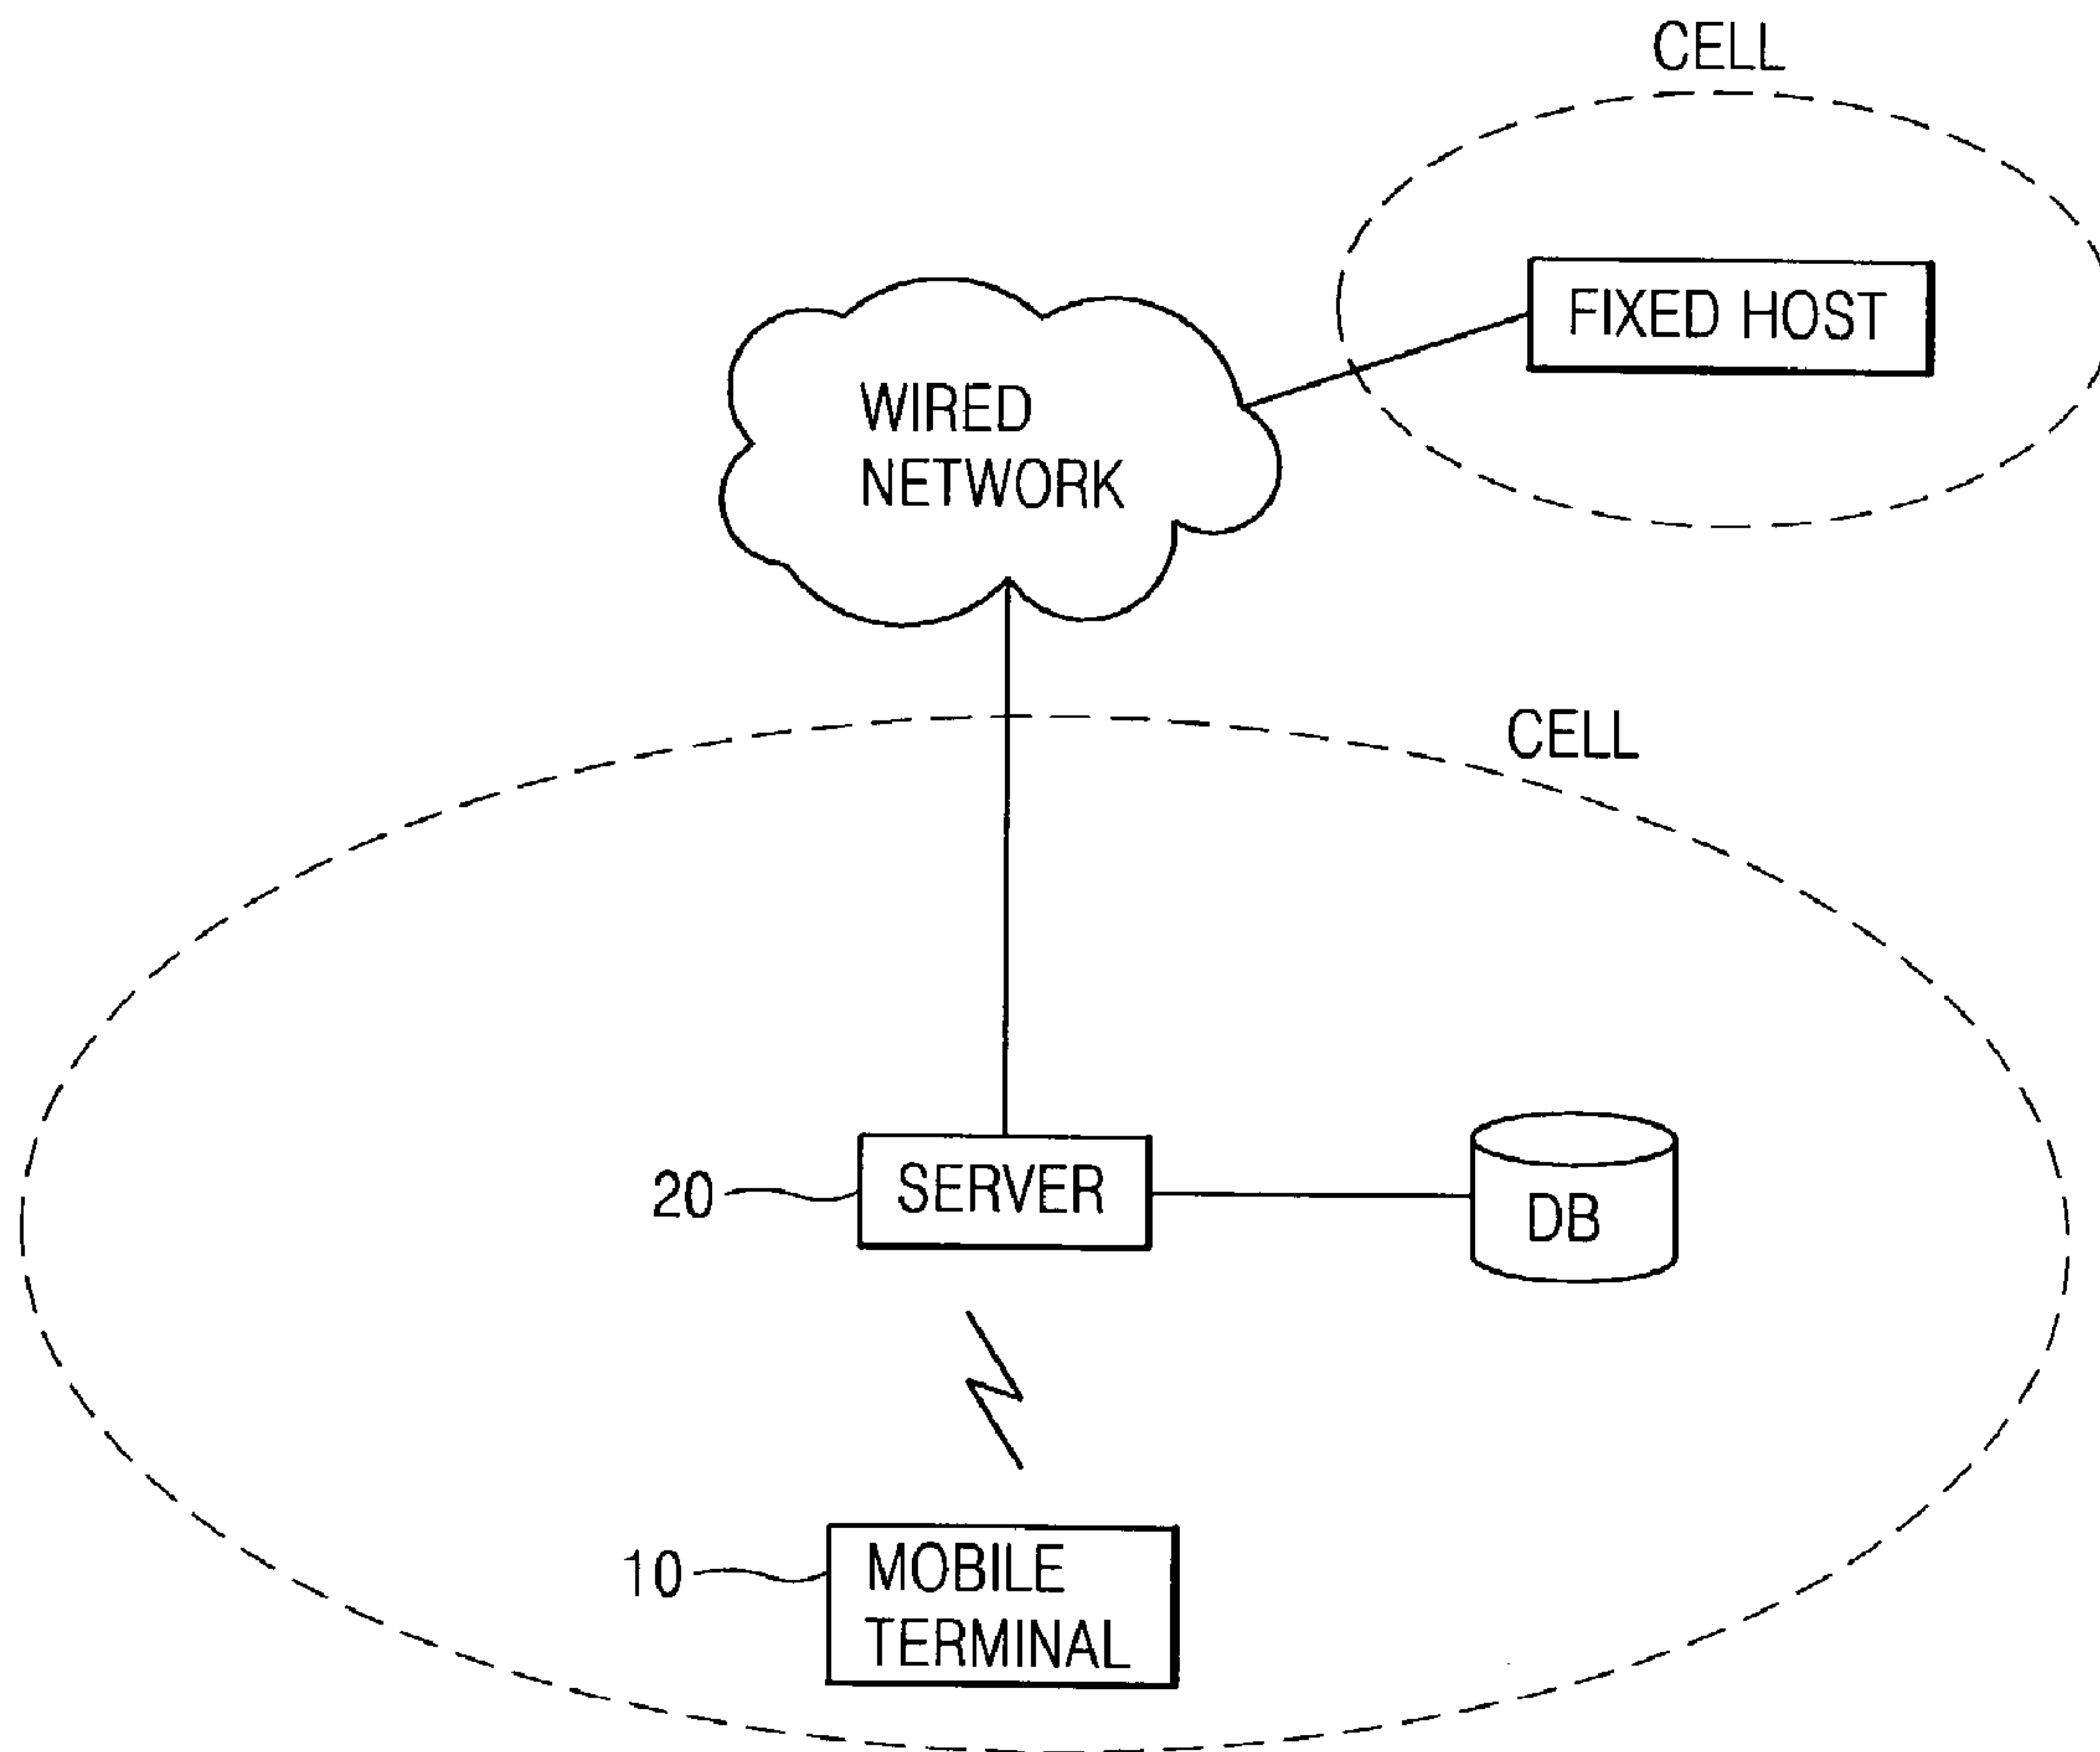 CELL
FIXED HOST
WIRED
NETWORK
CELL
20
SERVER
DB
10
MOBILE
TERMINAL